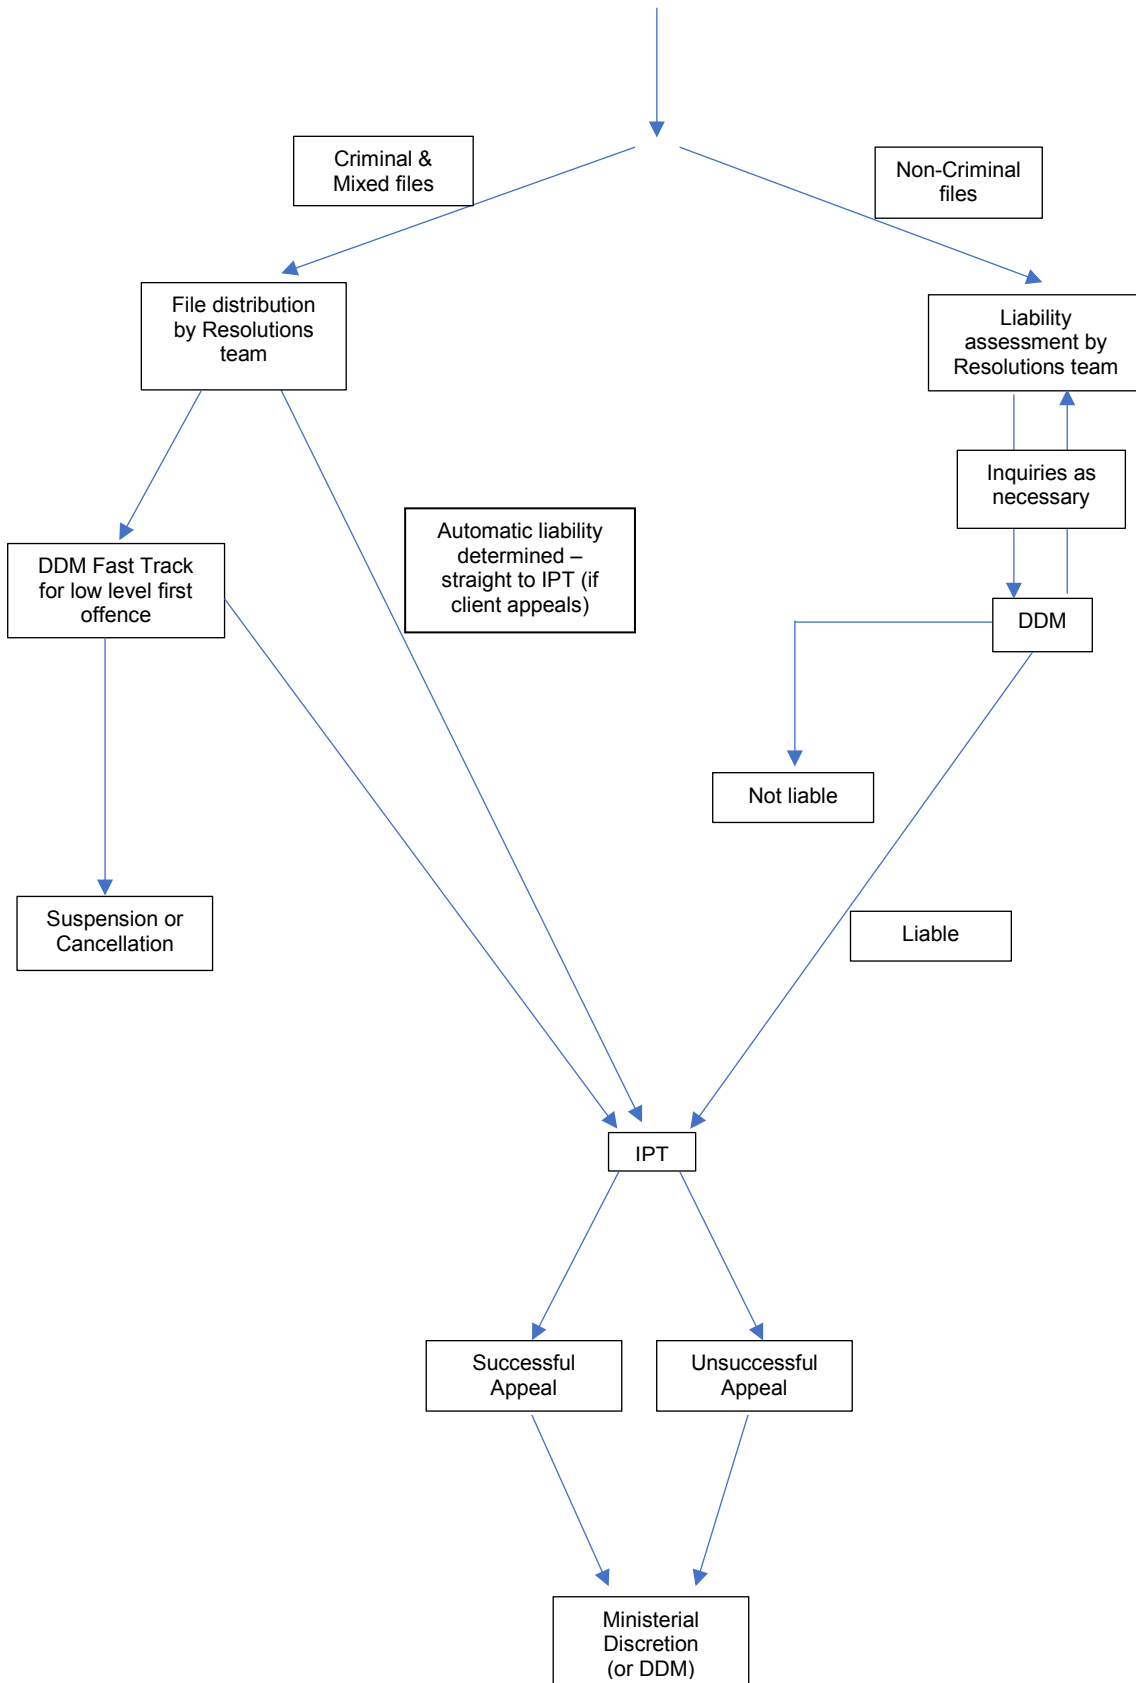 Criminal &
Mixed files
Non-Criminal
files
File distribution
by Resolutions
team
Liability
assessment by
Resolutions team
Inquiries as
necessary
Automatic liability
determined –
straight to IPT (if
client appeals)
DDM Fast Track
for low level first
offence
DDM
Not liable
Suspension or
Cancellation
Liable
IPT
Successful
Appeal
Unsuccessful
Appeal
Ministerial
Discretion
(or DDM)